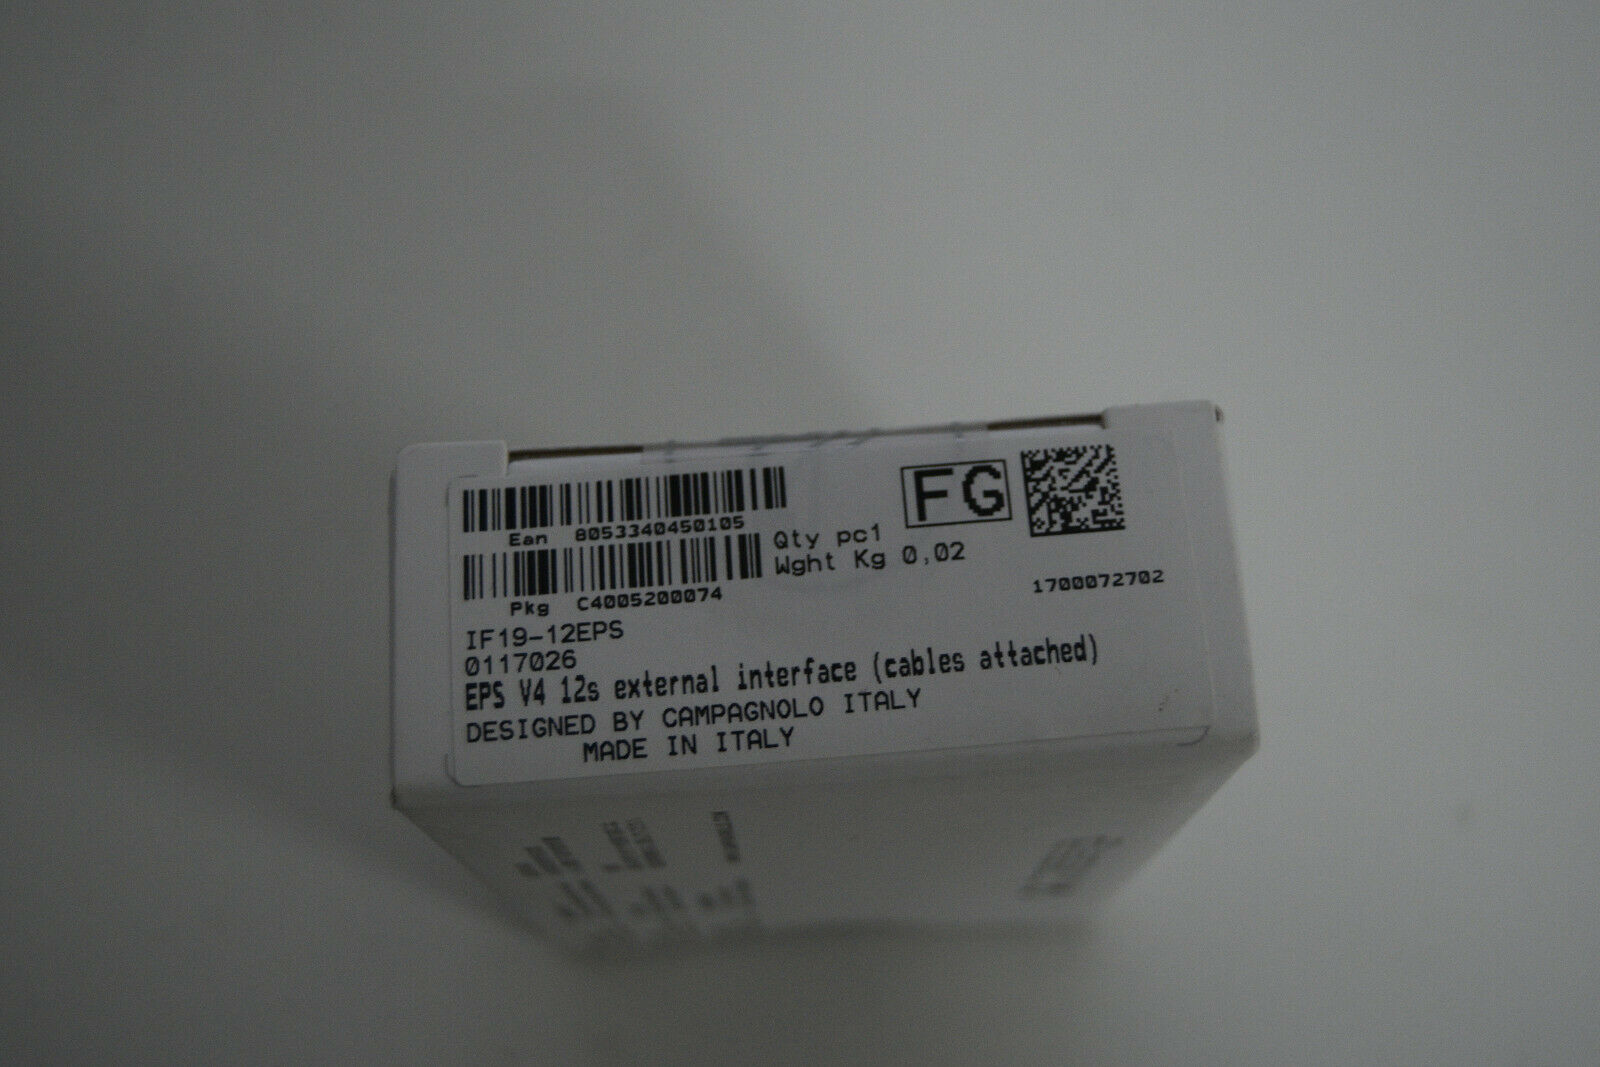 Ean 8053340450105
Qty pc1
FG
Wght Kg 0,02
Pkg C4005200074
1700072702
IF19-12EPS
0117026
EPS V4 12s external interface (cables attached)
DESIGNED BY CAMPAGNOLO ITALY
MADE IN ITALY